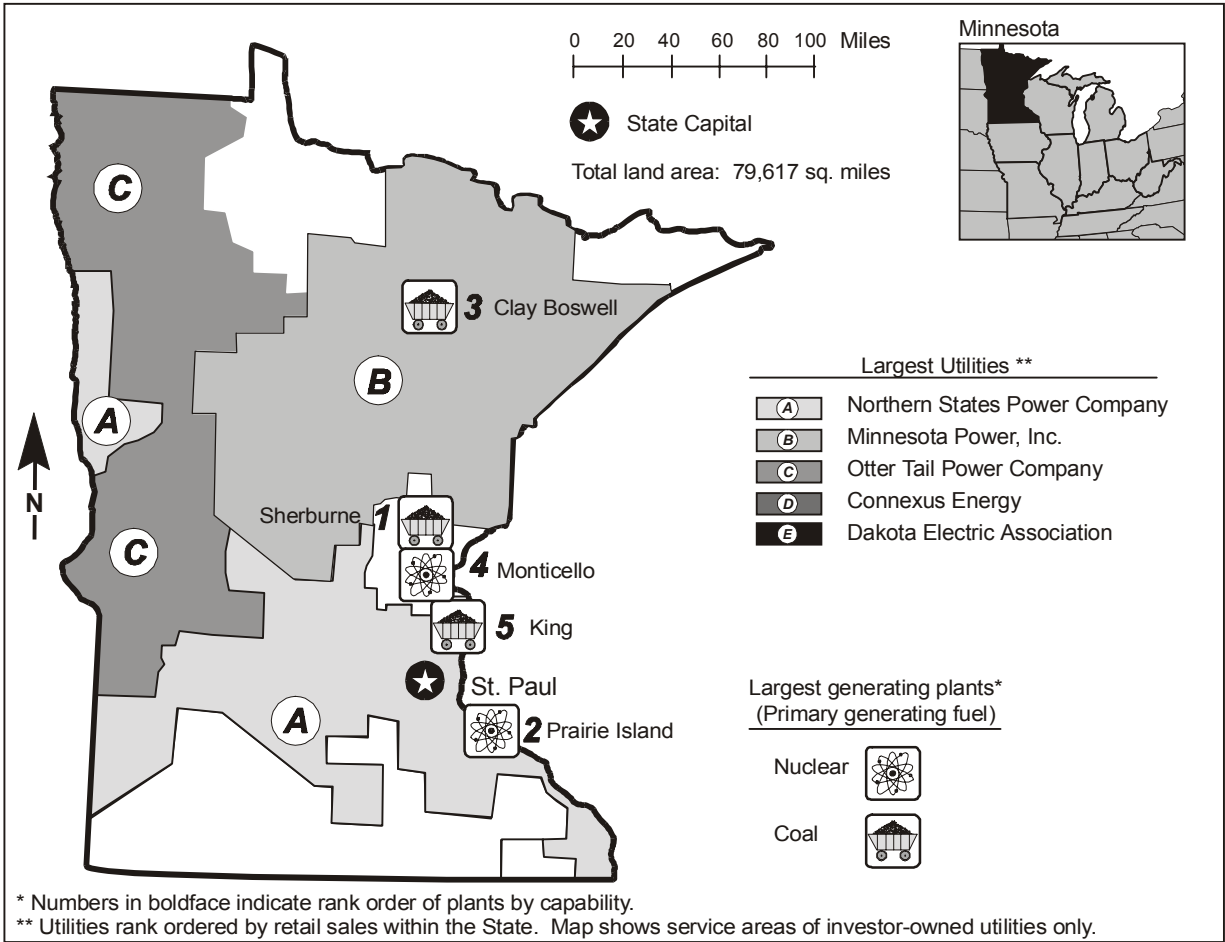 0 20 40 60 80 100 Miles
Minnesota
State Capital
Total land area: 79,617 sq. miles
C
3 Clay Boswell
B
Largest Utilities **
A Northern States Power Company
B Minnesota Power, Inc.
C Otter Tail Power Company
D Connexus Energy
E Dakota Electric Association
A
N
Sherburne 1
C
4 Monticello
5 King
St. Paul
A
2 Prairie Island
Largest generating plants*
(Primary generating fuel)
Nuclear
Coal
* Numbers in boldface indicate rank order of plants by capability.
** Utilities rank ordered by retail sales within the State. Map shows service areas of investor-owned utilities only.